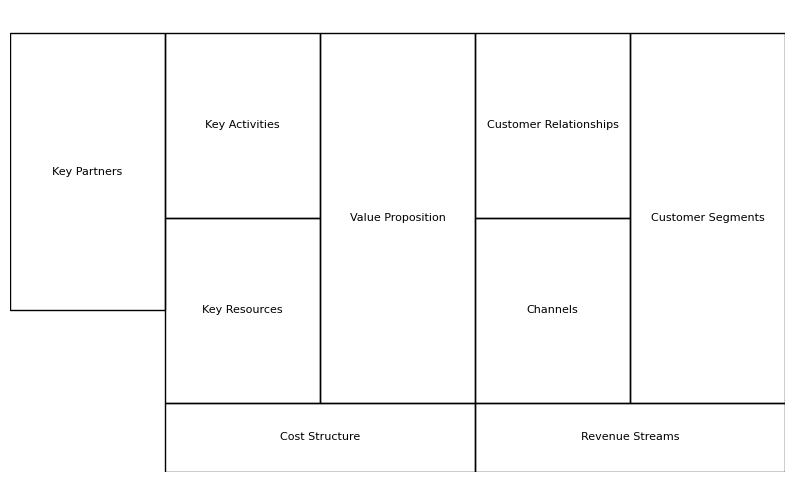 Key Partners
Key Activities
Key Resources
Value Proposition
Customer Relationships
Channels
Customer Segments
Cost Structure
Revenue Streams